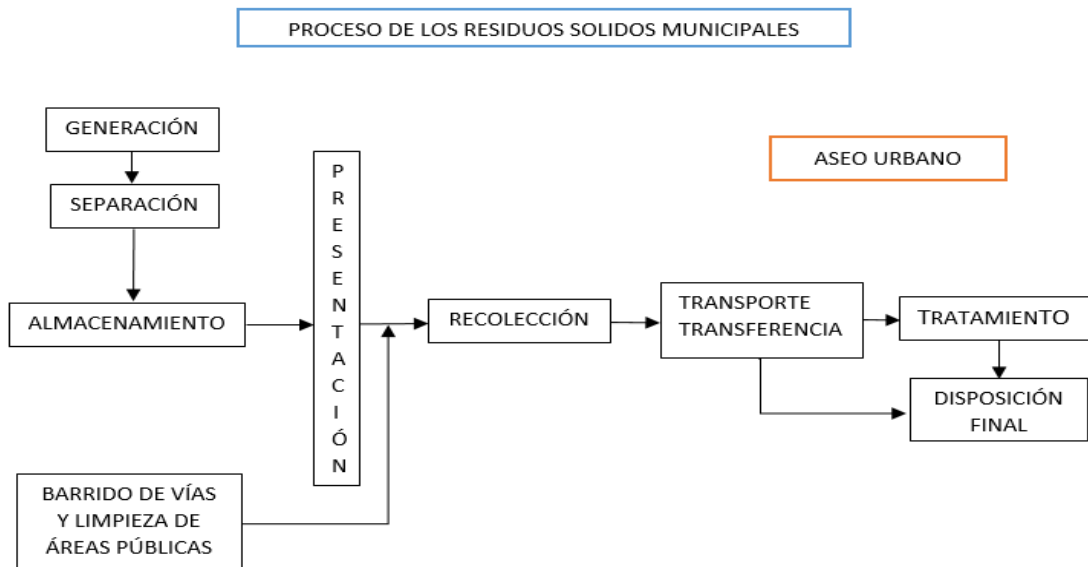 PROCESO DE LOS RESIDUOS SOLIDOS MUNICIPALES
GENERACIÓN
ASEO URBANO
SEPARACIÓN
PRESENTACIÓN
ALMACENAMIENTO
RECOLECCIÓN
TRANSPORTE
TRANSFERENCIA
TRATAMIENTO
DISPOSICIÓN
FINAL
BARRIDO DE VÍAS
Y LIMPIEZA DE
ÁREAS PÚBLICAS